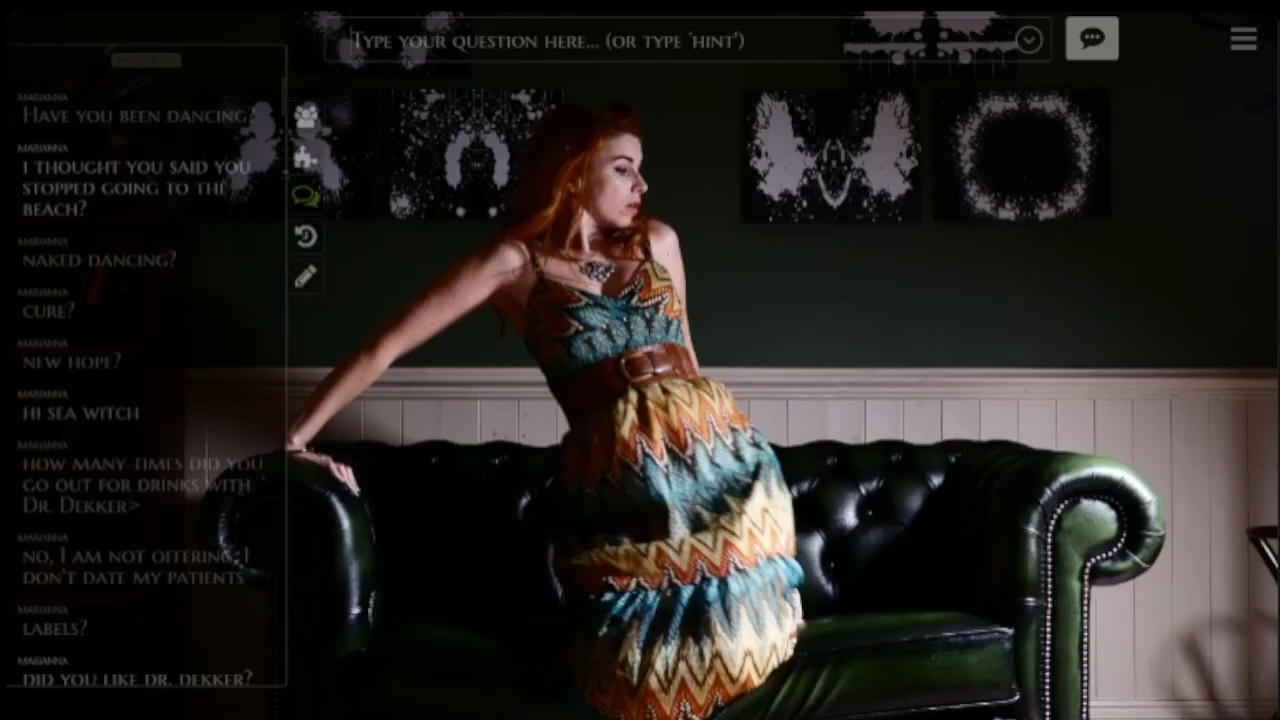 Type your question here... (or type 'hint')
MARIANNA
MARIANNA
Have you been dancing?
MARIANNA
I thought you said you
stopped going to the
beach?
MARIANNA
naked dancing?
MARIANNA
cure?
MARIANNA
new hope?
MARIANNA
hi sea witch
MARIANNA
how many times did you
go out for drinks with
Dr. Dekker>
MARIANNA
no, I am not offering; I
don't date my patients
MARIANNA
labels?
MARIANNA
did you like Dr. Dekker?